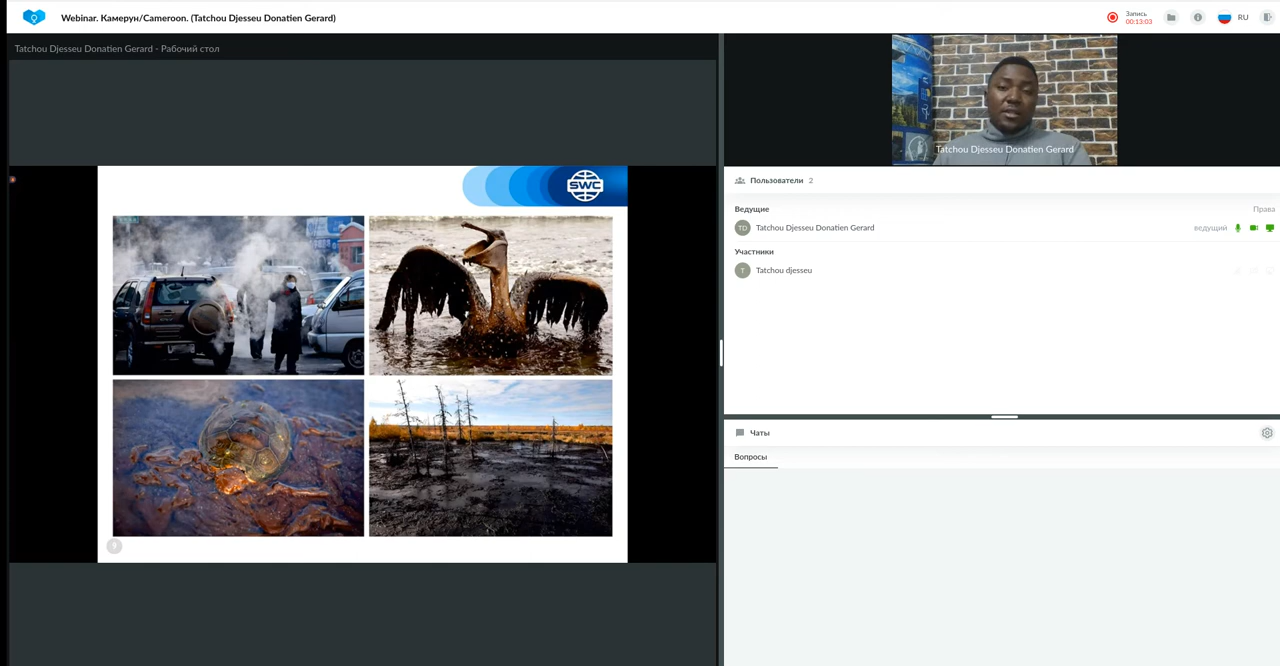 Webinar. Камерун/Cameroon. (Tatchou Djesseu Donatien Gerard)
Запись
00:13:03
RU
Tatchou Djesseu Donatien Gerard - Рабочий стол
SWC
Tatchou Djesseu Donatien Gerard
Пользователи 2
Ведущие
Права
TD
Tatchou Djesseu Donatien Gerard
ведущий
Участники
T
Tatchou djesseu
Чаты
Вопросы